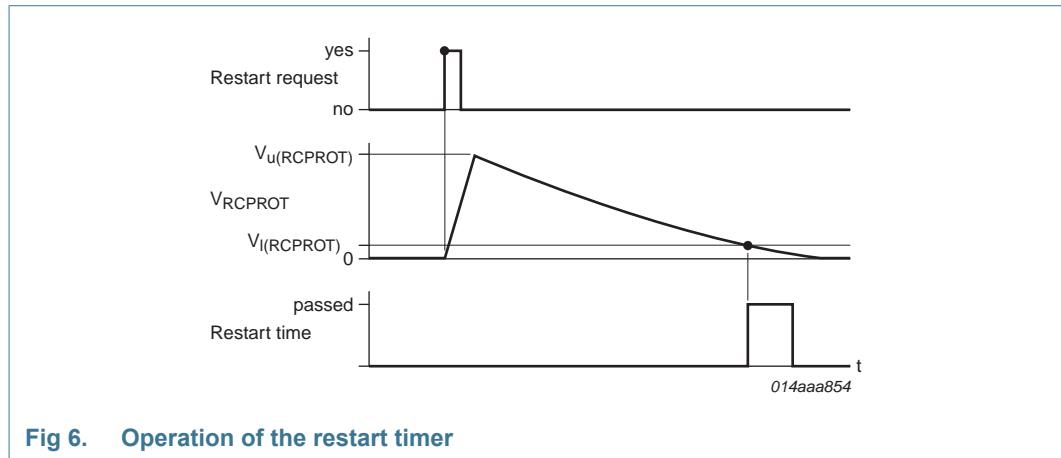 yes
Restart request
no
Vu(RCPROT)
VRCPROT
Vl(RCPROT)
0
passed
Restart time
t
014aaa854
Fig 6. Operation of the restart timer